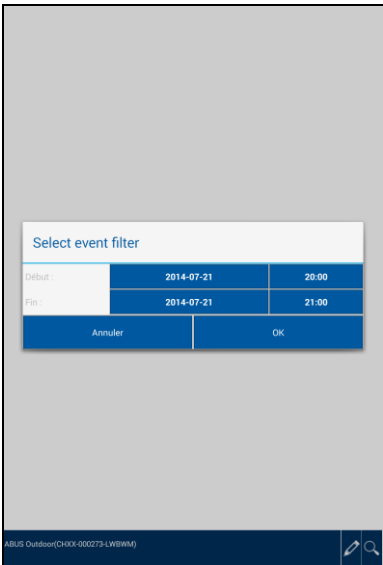 Select event filter
Début : 2014-07-21 20:00
Fin : 2014-07-21 21:00
Annuler OK
ABUS Outdoor(CHXX-000273-LWBWM)